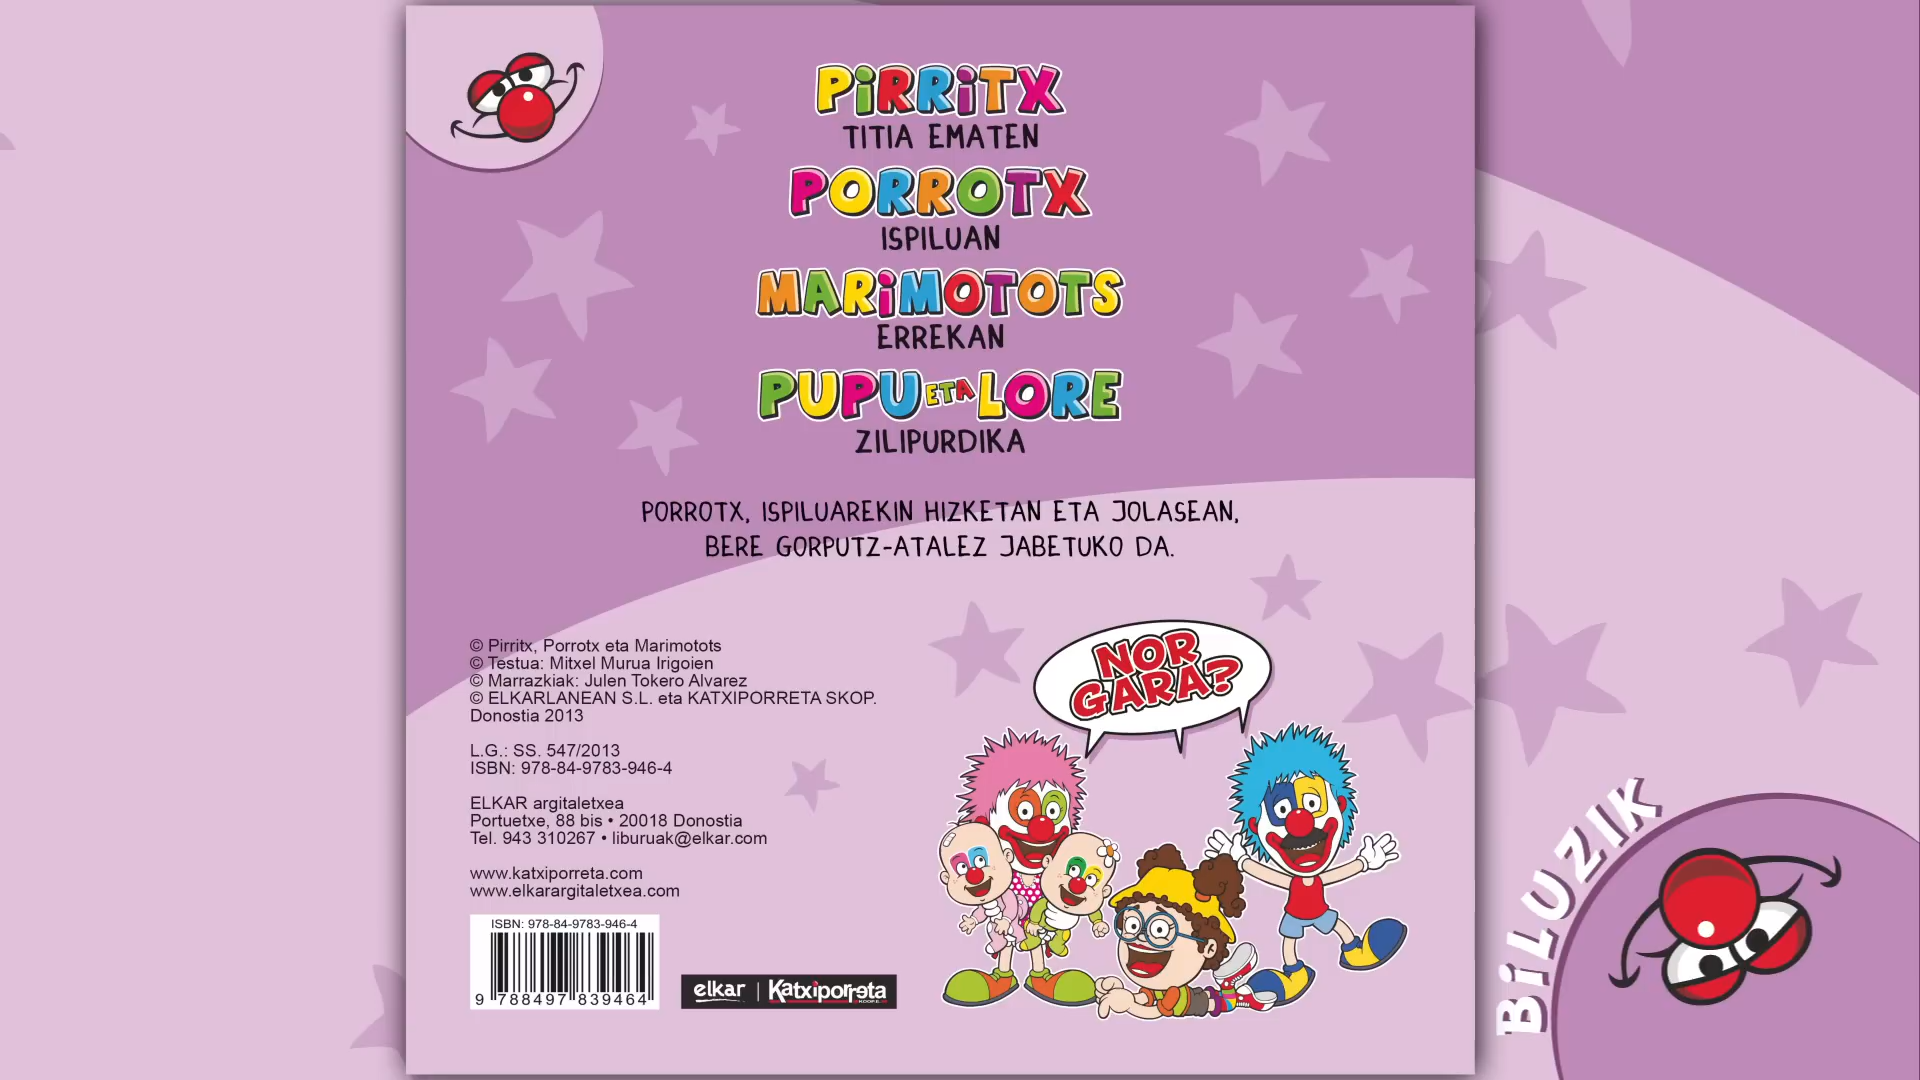 PiRRiTX
TITIA EMATEN
PORROTX
ISPILUAN
MARiMOTOTS
ERREKAN
PUPU ETA LORE
ZILIPURDIKA
PORROTX, ISPILUAREKIN HIZKETAN ETA JOLASEAN,
BERE GORPUTZ-ATALEZ JABETUKO DA.
© Pirritx, Porrotx eta Marimotots
© Testua: Mitxel Murua Irigoien
© Marrazkiak: Julen Tokero Alvarez
© ELKARLANEAN S.L. eta KATXIPORRETA SKOP.
Donostia 2013
L.G.: SS. 547/2013
ISBN: 978-84-9783-946-4
ELKAR argitaletxea
Portuetxe, 88 bis • 20018 Donostia
Tel. 943 310267 • liburuak@elkar.com
www.katxiporreta.com
www.elkarargitaletxea.com
ISBN: 978-84-9783-946-4
9 788497 839464
elkar | Katxiporreta
NOR
GARA?
BiLUZiK